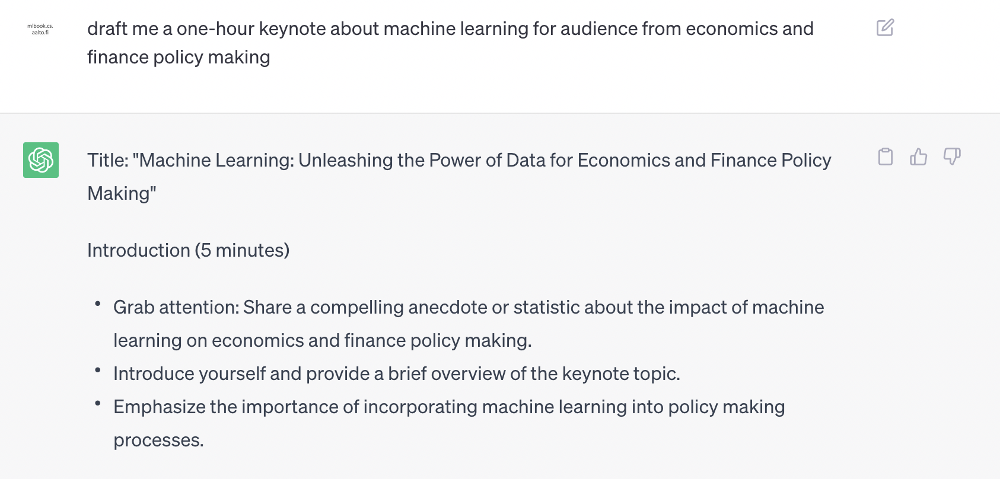 mlbook.cs.
aalto.fi
draft me a one-hour keynote about machine learning for audience from economics and
finance policy making
Title: "Machine Learning: Unleashing the Power of Data for Economics and Finance Policy
Making"
Introduction (5 minutes)
• Grab attention: Share a compelling anecdote or statistic about the impact of machine
learning on economics and finance policy making.
• Introduce yourself and provide a brief overview of the keynote topic.
• Emphasize the importance of incorporating machine learning into policy making
processes.